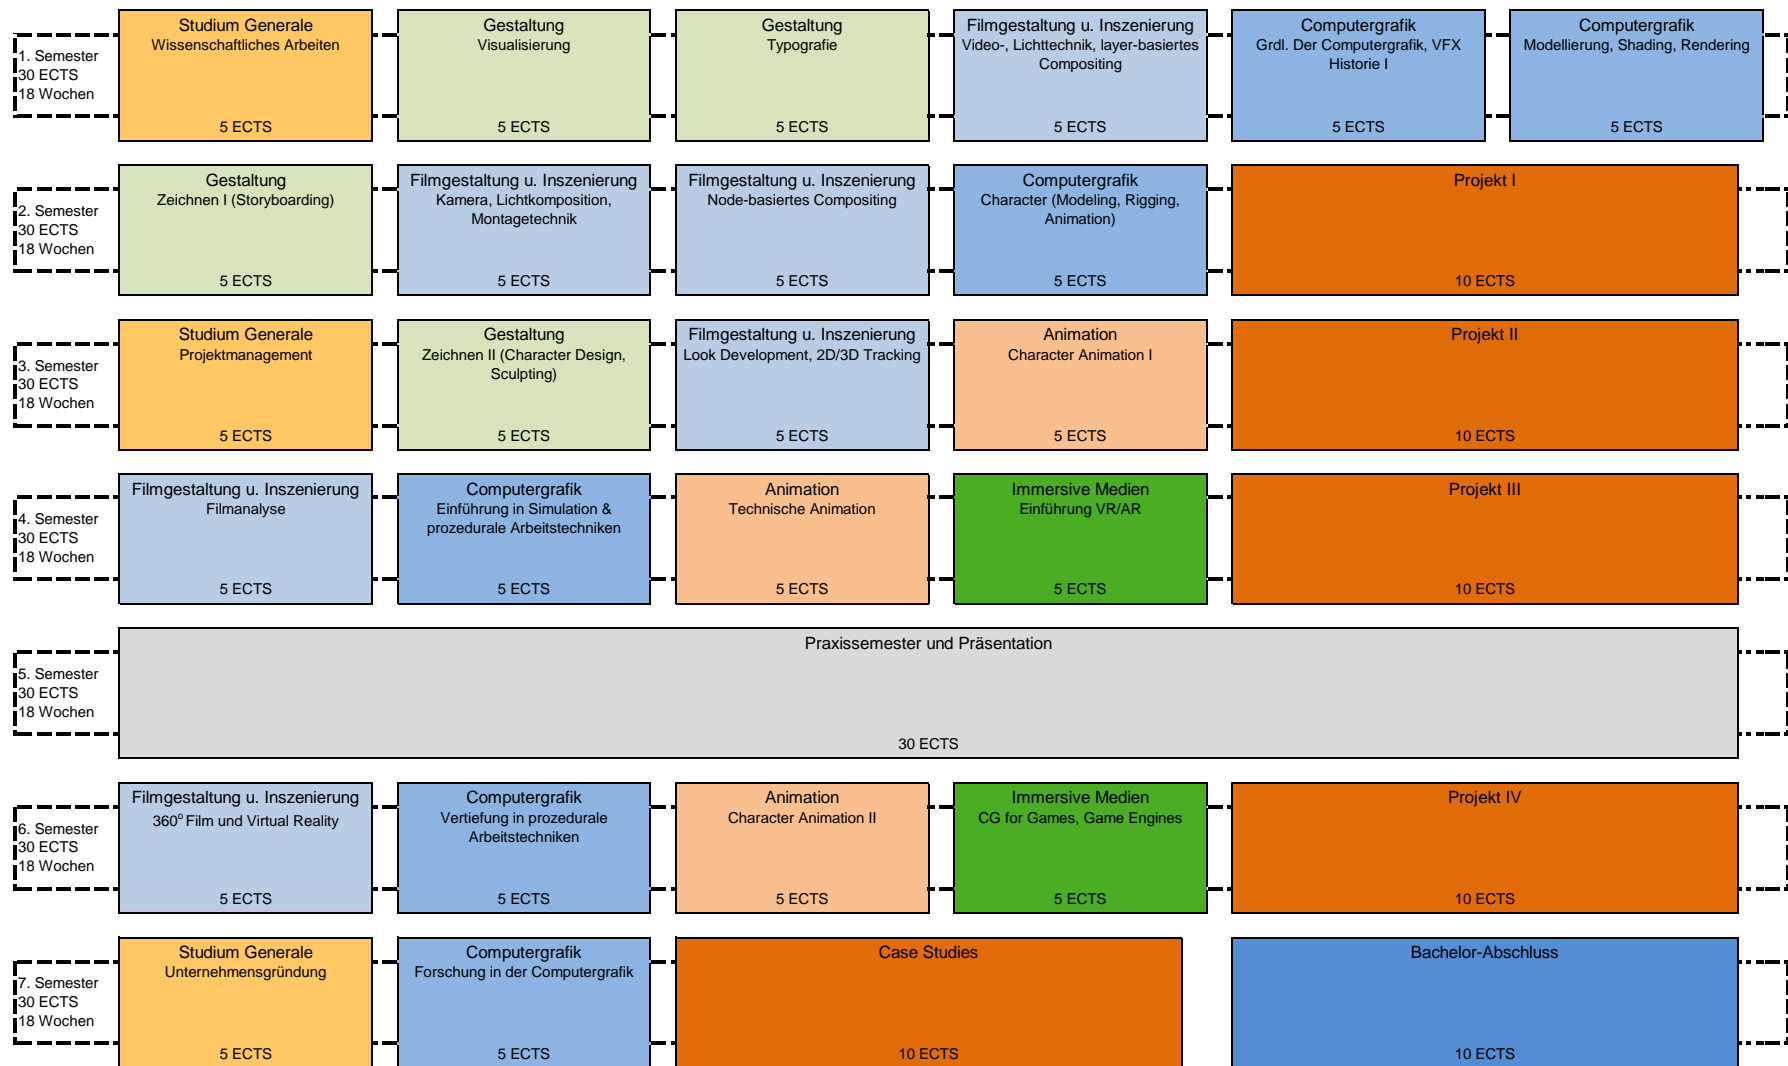 1. Semester
30 ECTS
18 Wochen
Studium Generale
Wissenschaftliches Arbeiten
5 ECTS
Gestaltung
Visualisierung
5 ECTS
Gestaltung
Typografie
5 ECTS
Filmgestaltung u. Inszenierung
Video-, Lichttechnik, layer-basiertes
Compositing
5 ECTS
Computergrafik
Grdl. Der Computergrafik, VFX
Historie I
5 ECTS
Computergrafik
Modellierung, Shading, Rendering
5 ECTS
2. Semester
30 ECTS
18 Wochen
Gestaltung
Zeichnen I (Storyboarding)
5 ECTS
Filmgestaltung u. Inszenierung
Kamera, Lichtkomposition,
Montagetechnik
5 ECTS
Filmgestaltung u. Inszenierung
Node-basiertes Compositing
5 ECTS
Computergrafik
Character (Modeling, Rigging,
Animation)
5 ECTS
Projekt I
10 ECTS
3. Semester
30 ECTS
18 Wochen
Studium Generale
Projektmanagement
5 ECTS
Gestaltung
Zeichnen II (Character Design,
Sculpting)
5 ECTS
Filmgestaltung u. Inszenierung
Look Development, 2D/3D Tracking
5 ECTS
Animation
Character Animation I
5 ECTS
Projekt II
10 ECTS
4. Semester
30 ECTS
18 Wochen
Filmgestaltung u. Inszenierung
Filmanalyse
5 ECTS
Computergrafik
Einführung in Simulation &
prozedurale Arbeitstechniken
5 ECTS
Animation
Technische Animation
5 ECTS
Immersive Medien
Einführung VR/AR
5 ECTS
Projekt III
10 ECTS
5. Semester
30 ECTS
18 Wochen
Praxissemester und Präsentation
30 ECTS
6. Semester
30 ECTS
18 Wochen
Filmgestaltung u. Inszenierung
360° Film und Virtual Reality
5 ECTS
Computergrafik
Vertiefung in prozedurale
Arbeitstechniken
5 ECTS
Animation
Character Animation II
5 ECTS
Immersive Medien
CG for Games, Game Engines
5 ECTS
Projekt IV
10 ECTS
7. Semester
30 ECTS
18 Wochen
Studium Generale
Unternehmensgründung
5 ECTS
Computergrafik
Forschung in der Computergrafik
5 ECTS
Case Studies
10 ECTS
Bachelor-Abschluss
10 ECTS